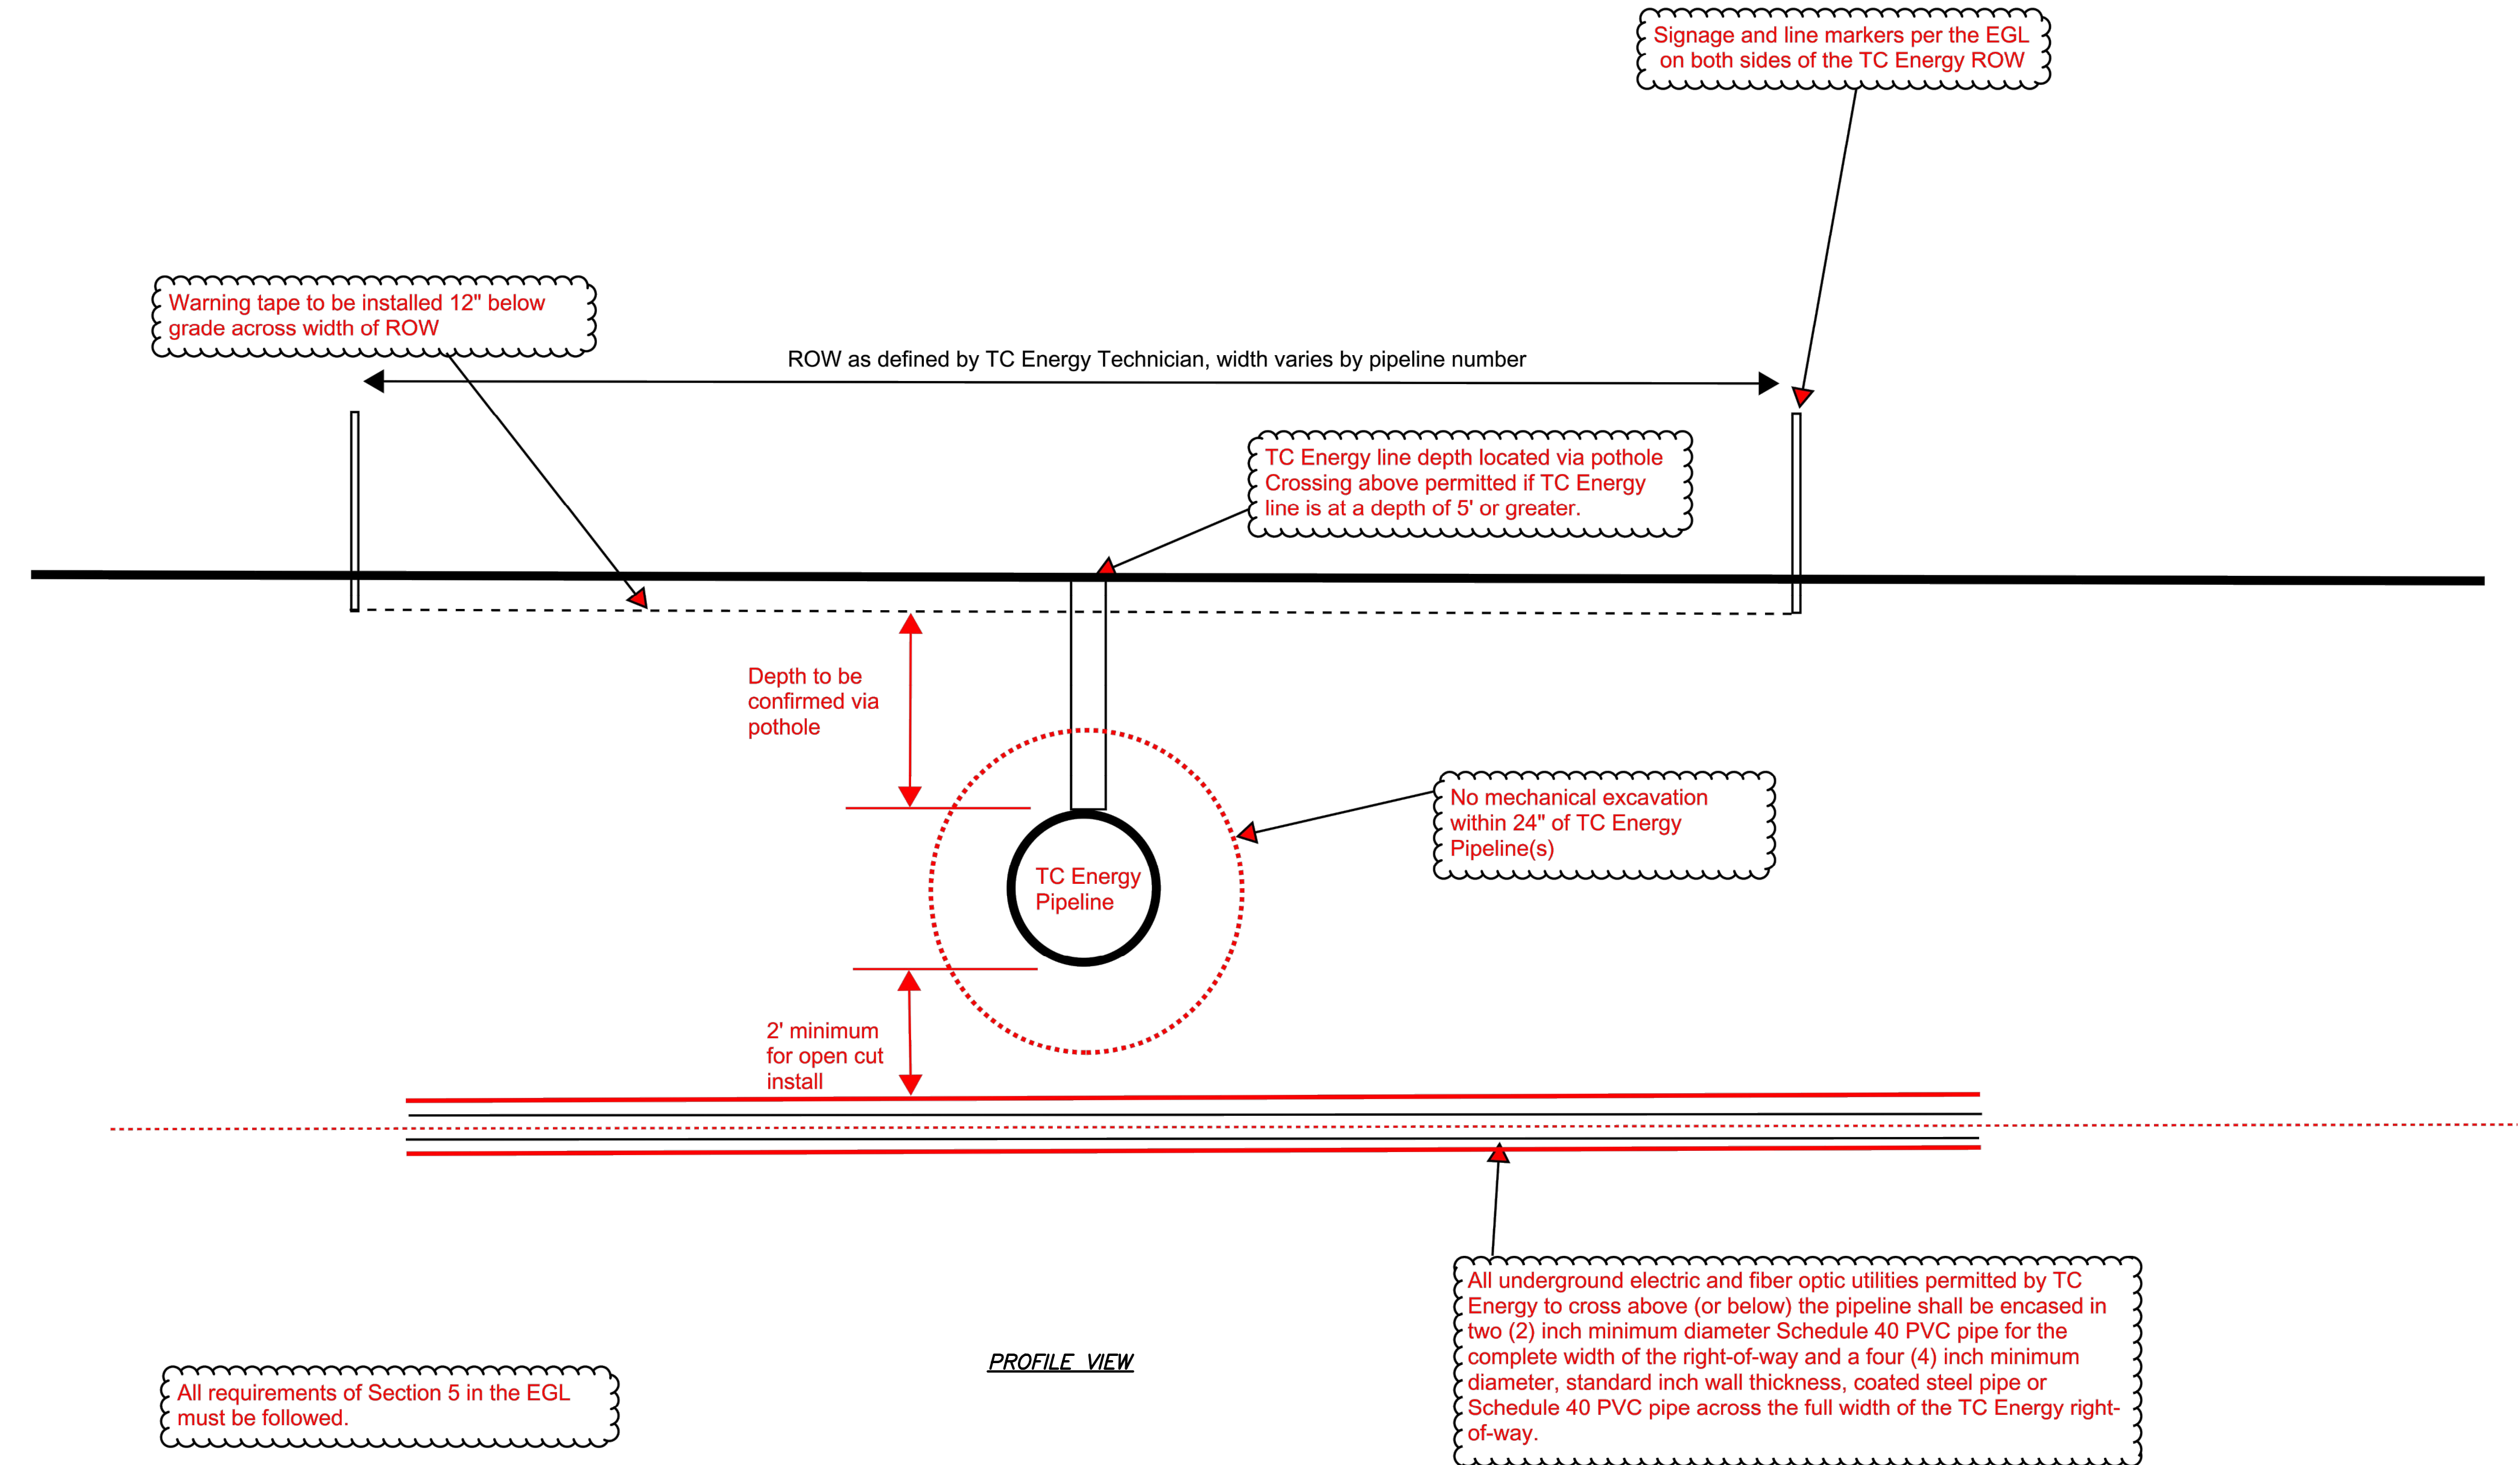 Signage and line markers per the EGL
on both sides of the TC Energy ROW
Warning tape to be installed 12" below
grade across width of ROW
ROW as defined by TC Energy Technician, width varies by pipeline number
TC Energy line depth located via pothole
Crossing above permitted if TC Energy
line is at a depth of 5' or greater.
Depth to be
confirmed via
pothole
No mechanical excavation
within 24" of TC Energy
Pipeline(s)
TC Energy
Pipeline
2' minimum
for open cut
install
All underground electric and fiber optic utilities permitted by TC
Energy to cross above (or below) the pipeline shall be encased in
two (2) inch minimum diameter Schedule 40 PVC pipe for the
complete width of the right-of-way and a four (4) inch minimum
diameter, standard inch wall thickness, coated steel pipe or
Schedule 40 PVC pipe across the full width of the TC Energy right-
of-way.
PROFILE VIEW
All requirements of Section 5 in the EGL
must be followed.